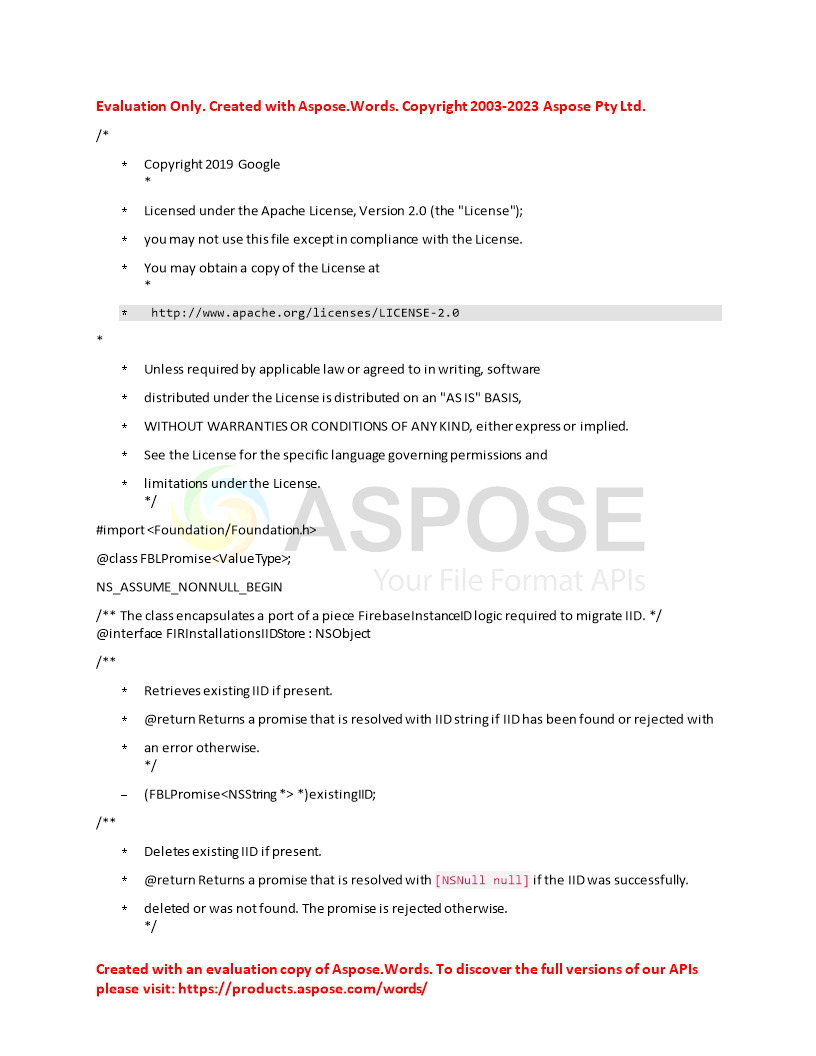 Evaluation Only. Created with Aspose.Words. Copyright 2003-2023 Aspose Pty Ltd.
/*
* Copyright 2019 Google
*
* Licensed under the Apache License, Version 2.0 (the "License");
* you may not use this file except in compliance with the License.
* You may obtain a copy of the License at
*
* http://www.apache.org/licenses/LICENSE-2.0
*
* Unless required by applicable law or agreed to in writing, software
* distributed under the License is distributed on an "AS IS" BASIS,
* WITHOUT WARRANTIES OR CONDITIONS OF ANY KIND, either express or implied.
* See the License for the specific language governing permissions and
* limitations under the License.
*/
ASPOSE
#import <Foundation/Foundation.h>
@class FBLPromise<ValueType>;
Your File Format APIs
NS_ASSUME_NONNULL_BEGIN
/** The class encapsulates a port of a piece FirebaseInstanceID logic required to migrate IID. */
@interface FIRInstallationsIIDStore : NSObject
/**
* Retrieves existing IID if present.
* @return Returns a promise that is resolved with IID string if IID has been found or rejected with
* an error otherwise.
*/
– (FBLPromise<NSString *> *)existingIID;
/**
* Deletes existing IID if present.
* @return Returns a promise that is resolved with [NSNull null] if the IID was successfully.
* deleted or was not found. The promise is rejected otherwise.
*/
Created with an evaluation copy of Aspose.Words. To discover the full versions of our APIs
please visit: https://products.aspose.com/words/